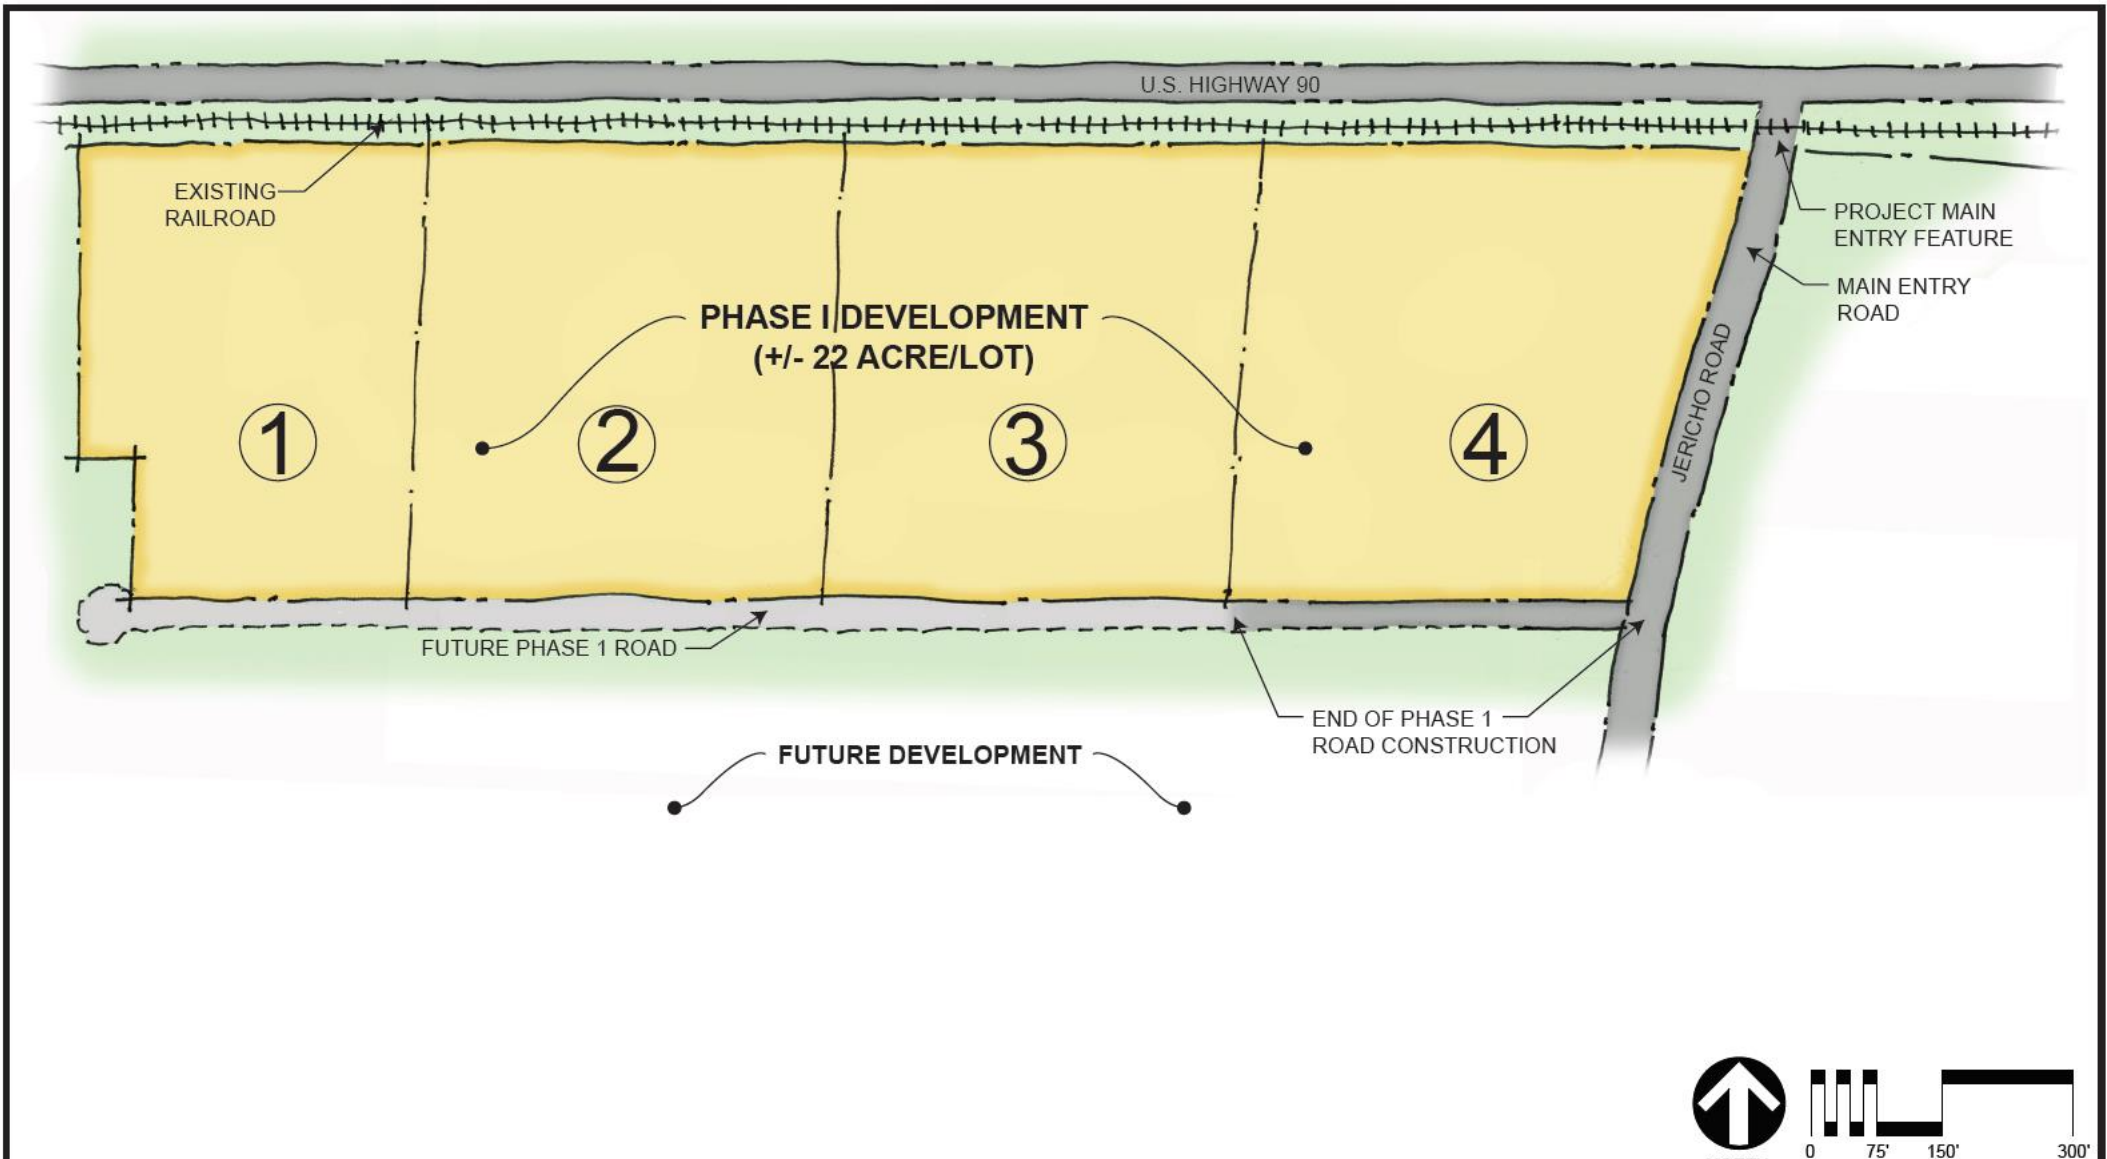 U.S. HIGHWAY 90
EXISTING
RAILROAD
PROJECT MAIN
ENTRY FEATURE
MAIN ENTRY
ROAD
PHASE I DEVELOPMENT
(+/- 22 ACRE/LOT)
JERICHO ROAD
1
2
3
4
FUTURE PHASE 1 ROAD
END OF PHASE 1
ROAD CONSTRUCTION
FUTURE DEVELOPMENT
0 75' 150' 300'